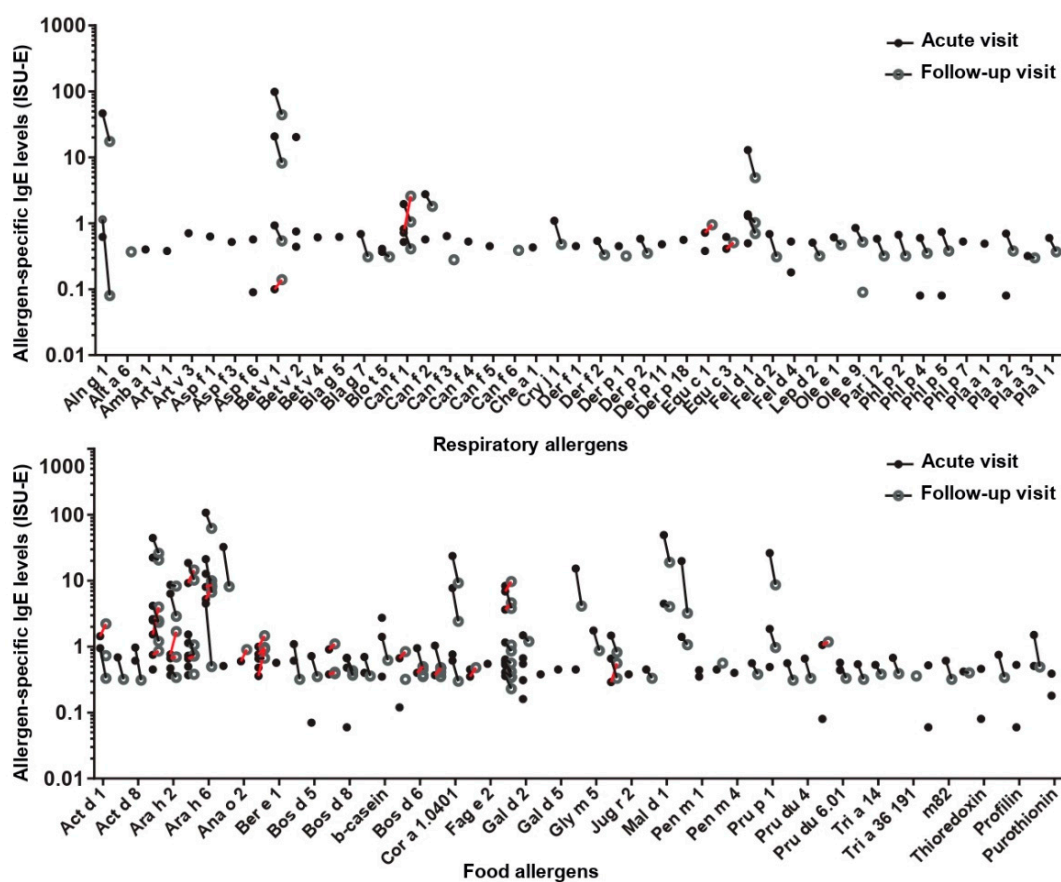 Allergen-specific IgE levels (ISU-E)
1000
100
10
1
0.1
0.01
Acute visit
Follow-up visit
Aln g 1
Alt a 6
Amb a 1
Art v 1
Art v 3
Asp f 1
Asp f 3
Asp f 6
Bet v 1
Bet v 2
Bet v 4
Bla g 5
Bla g 7
Blo t 5
Can f 1
Can f 2
Can f 3
Can f 4
Can f 5
Can f 6
Che a 1
Cry j 1
Der f 1
Der f 2
Der p 1
Der p 2
Der p 11
Der p 18
Equ c 1
Equ c 3
Fel d 1
Fel d 2
Fel d 4
Lep d 2
Ole e 1
Ole e 9
Par j 2
Phl p 2
Phl p 4
Phl p 5
Phl p 7
Pla a 1
Pla a 2
Pla a 3
Pla l 1
Respiratory allergens
Allergen-specific IgE levels (ISU-E)
1000
100
10
1
0.1
0.01
Acute visit
Follow-up visit
Act d 1
Act d 8
Ara h 2
Ara h 6
Ana o 2
Ber e 1
Bos d 5
Bos d 8
b-casein
Bos d 6
Cor a 1.0401
Fag e 2
Gal d 2
Gal d 5
Gly m 5
Jug r 2
Mal d 1
Pen m 1
Pen m 4
Pru p 1
Pru du 4
Pru du 6.01
Tri a 14
Tri a 36 191
m82
Thioredoxin
Profilin
Purothionin
Food allergens